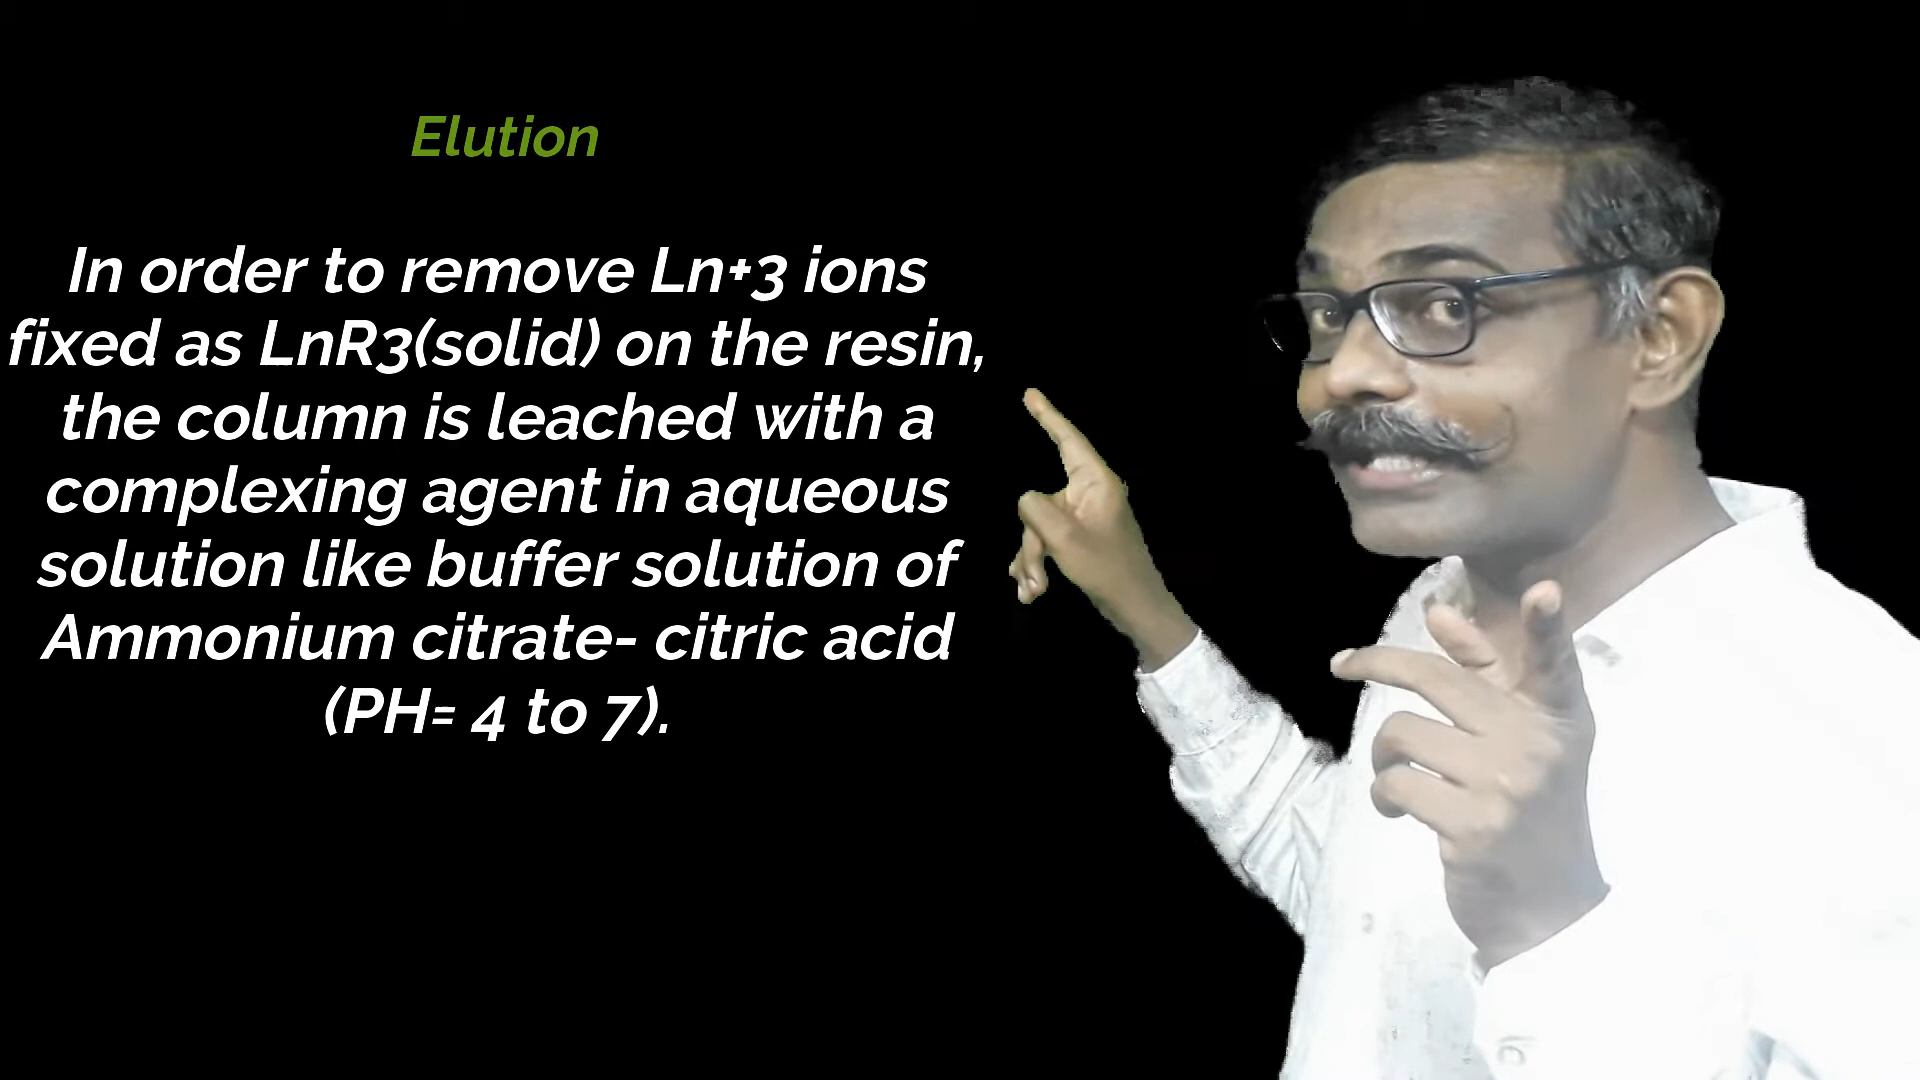 Elution
In order to remove Ln+3 ions
fixed as LnR3(solid) on the resin,
the column is leached with a
complexing agent in aqueous
solution like buffer solution of
Ammonium citrate- citric acid
(PH= 4 to 7).